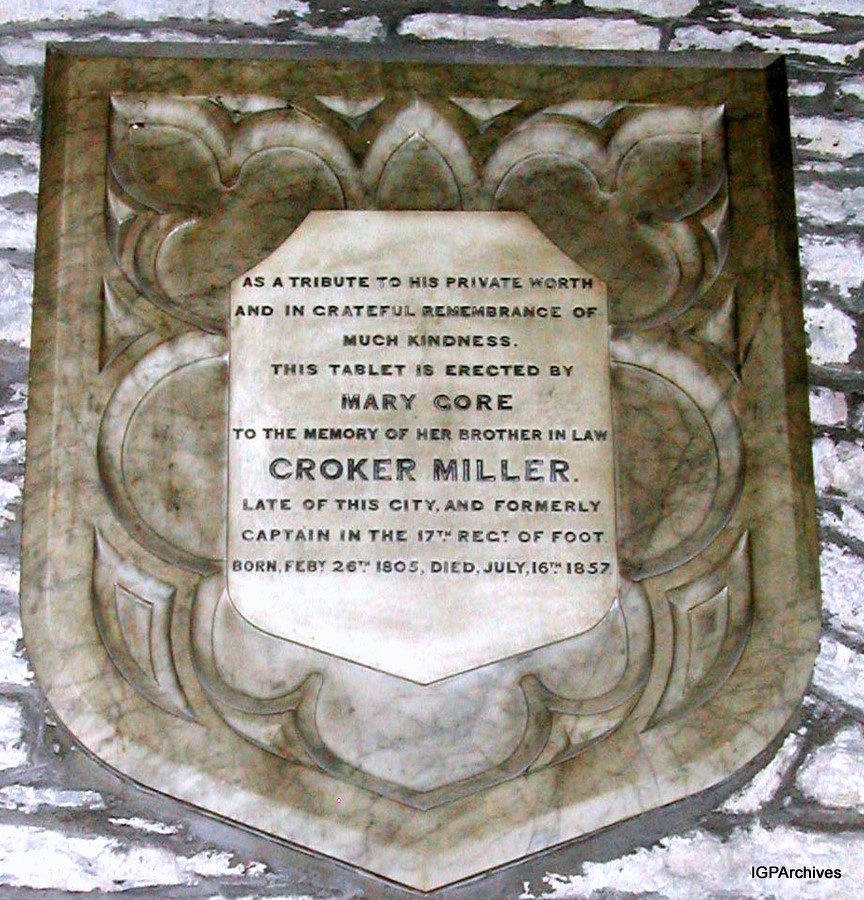 AS A TRIBUTE TO HIS PRIVATE WORTH
AND IN GRATEFUL REMEMBRANCE OF
MUCH KINDNESS.
THIS TABLET IS ERECTED BY
MARY GORE
TO THE MEMORY OF HER BROTHER IN LAW
CROKER MILLER.
LATE OF THIS CITY, AND FORMERLY
CAPTAIN IN THE 17TH REGT OF FOOT.
BORN, FEBY 26TH 1805, DIED, JULY, 16TH 1857
IGPArchives